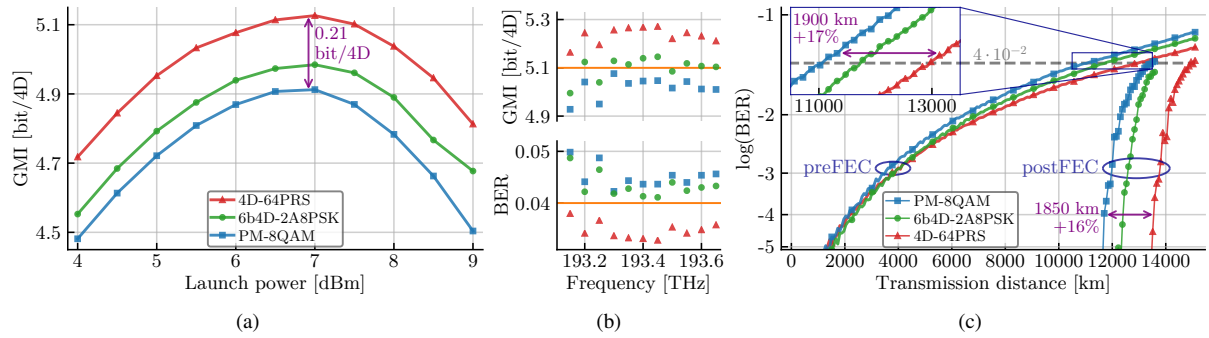 GMI [bit/4D]
5.1
4.9
4.7
4.5
0.21
bit/4D
4D-64PRS
6b4D-2A8PSK
PM-8QAM
4 5 6 7 8 9
Launch power [dBm]
(a)
GMI [bit/4D]
5.3
5.1
4.9
BER
0.05
0.04
193.2 193.4 193.6
Frequency [THz]
(b)
log(BER)
-1
-2
-3
-4
-5
1900 km
+17%
11000 13000
4·10⁻²
preFEC
postFEC
PM-8QAM
6b4D-2A8PSK
4D-64PRS
1850 km
+16%
0 2000 4000 6000 8000 10000 12000 14000
Transmission distance [km]
(c)